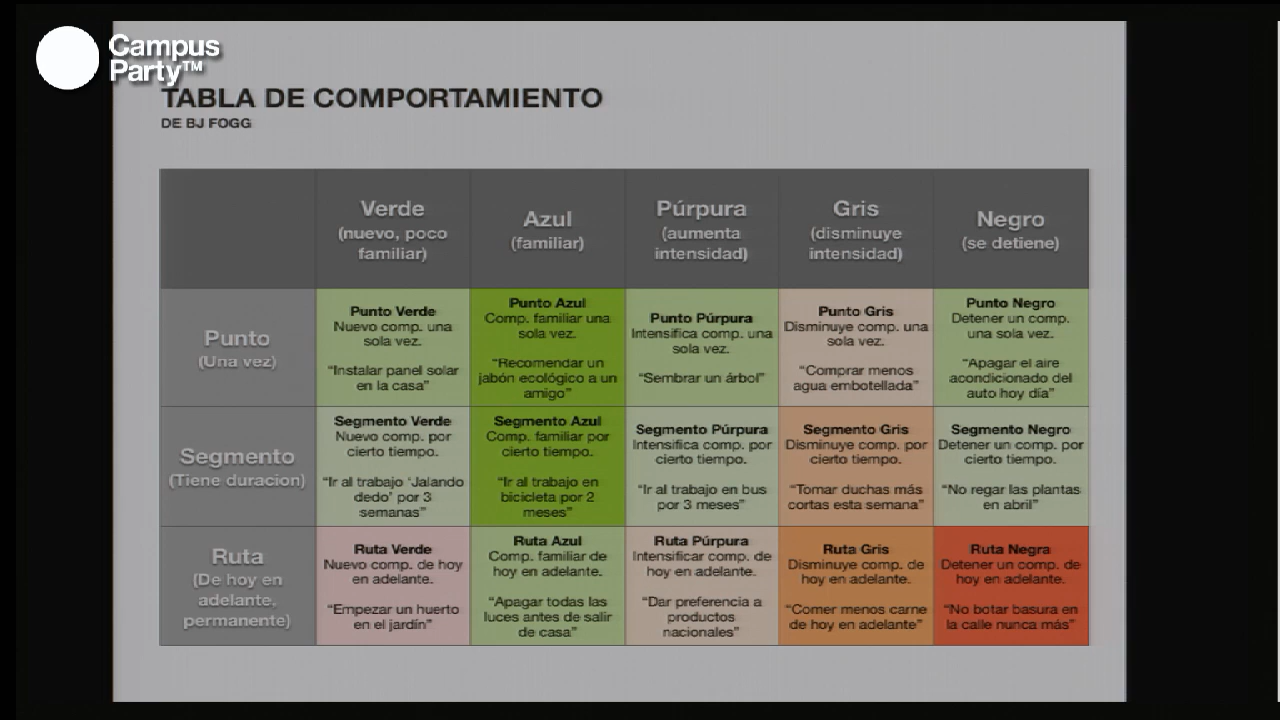 Campus
Party™
TABLA DE COMPORTAMIENTO
DE BJ FOGG
Verde
(nuevo, poco
familiar)
Azul
(familiar)
Púrpura
(aumenta
intensidad)
Gris
(disminuye
intensidad)
Negro
(se detiene)
Punto
(Una vez)
Punto Verde
Nuevo comp. una
sola vez.
“Instalar panel solar
en la casa”
Punto Azul
Comp. familiar una
sola vez.
“Recomendar un
jabón ecológico a un
amigo”
Punto Púrpura
Intensifica comp. una
sola vez.
“Sembrar un árbol”
Punto Gris
Disminuye comp. una
sola vez.
“Comprar menos
agua embotellada”
Punto Negro
Detener un comp.
una sola vez.
“Apagar el aire
acondicionado del
auto hoy día”
Segmento
(Tiene duracion)
Segmento Verde
Nuevo comp. por
cierto tiempo.
“Ir al trabajo ‘Jalando
dedo’ por 3
semanas”
Segmento Azul
Comp. familiar por
cierto tiempo.
“Ir al trabajo en
bicicleta por 2
meses”
Segmento Púrpura
Intensifica comp. por
cierto tiempo.
“Ir al trabajo en bus
por 3 meses”
Segmento Gris
Disminuye comp. por
cierto tiempo.
“Tomar duchas más
cortas esta semana”
Segmento Negro
Detener un comp. por
cierto tiempo.
“No regar las plantas
en abril”
Ruta
(De hoy en
adelante,
permanente)
Ruta Verde
Nuevo comp. de hoy
en adelante.
“Empezar un huerto
en el jardín”
Ruta Azul
Comp. familiar de
hoy en adelante.
“Apagar todas las
luces antes de salir
de casa”
Ruta Púrpura
Intensificar comp. de
hoy en adelante.
“Dar preferencia a
productos
nacionales”
Ruta Gris
Disminuye comp. de
hoy en adelante.
“Comer menos carne
de hoy en adelante”
Ruta Negra
Detener un comp. de
hoy en adelante.
“No botar basura en
la calle nunca más”